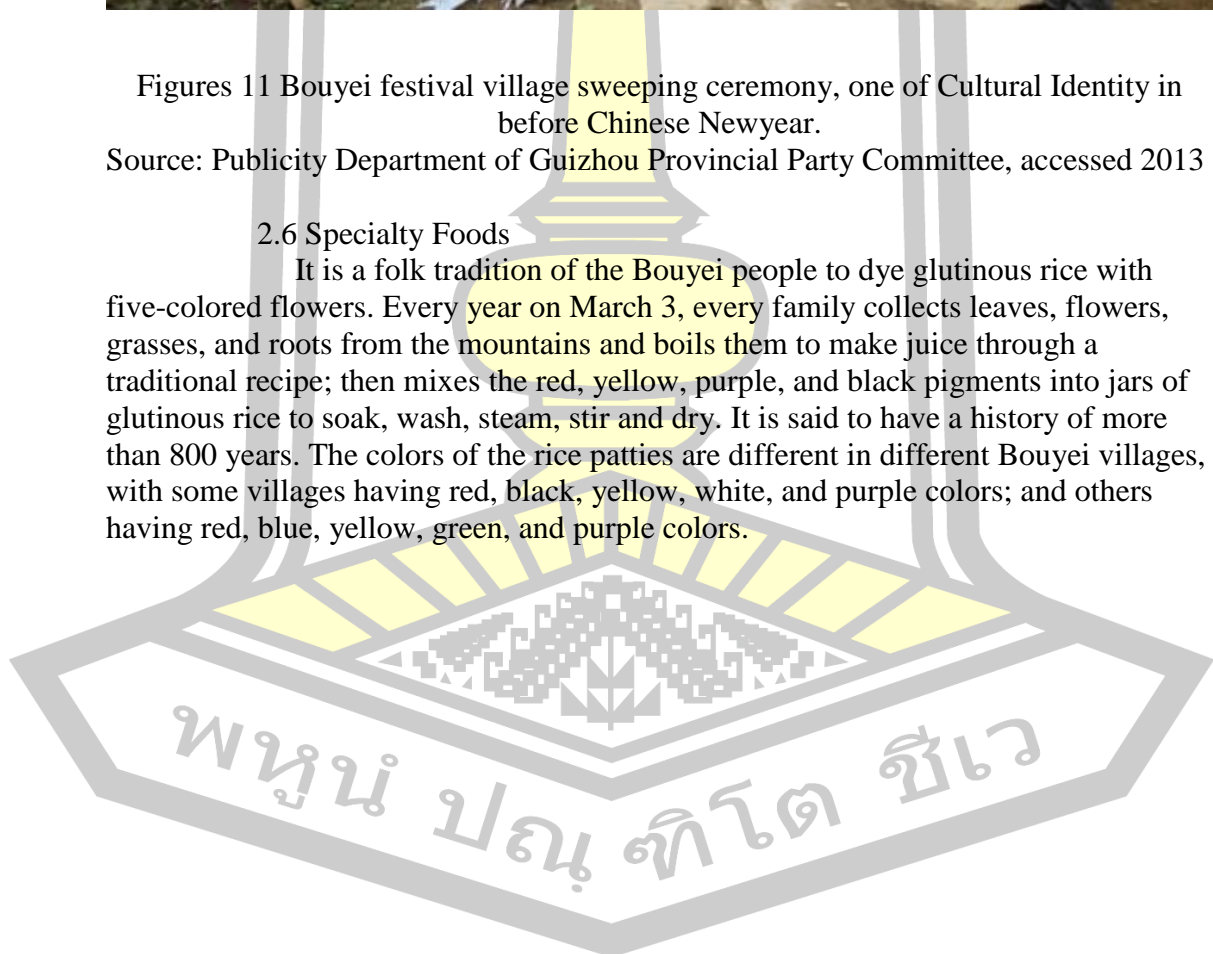 Figures 11 Bouyei festival village sweeping ceremony, one of Cultural Identity in
before Chinese Newyear.
Source: Publicity Department of Guizhou Provincial Party Committee, accessed 2013
2.6 Specialty Foods
It is a folk tradition of the Bouyei people to dye glutinous rice with
five-colored flowers. Every year on March 3, every family collects leaves, flowers,
grasses, and roots from the mountains and boils them to make juice through a
traditional recipe; then mixes the red, yellow, purple, and black pigments into jars of
glutinous rice to soak, wash, steam, stir and dry. It is said to have a history of more
than 800 years. The colors of the rice patties are different in different Bouyei villages,
with some villages having red, black, yellow, white, and purple colors; and others
having red, blue, yellow, green, and purple colors.
พหูนํ ปณฺฑิโต ชีเว